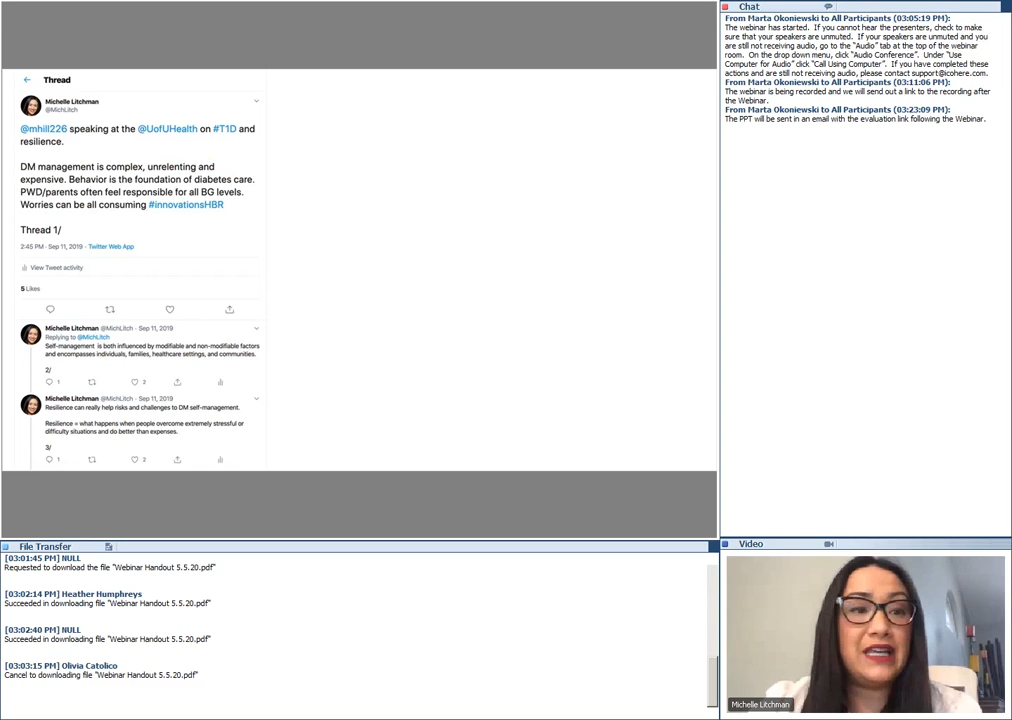 Thread
Michelle Litchman
@MichLitch
@mhill226 speaking at the @UofUHealth on #T1D and
resilience.
DM management is complex, unrelenting and
expensive. Behavior is the foundation of diabetes care.
PWD/parents often feel responsible for all BG levels.
Worries can be all consuming #innovationsHBR
Thread 1/
2:45 PM · Sep 11, 2019 · Twitter Web App
View Tweet activity
5 Likes
Michelle Litchman @MichLitch · Sep 11, 2019
Replying to @MichLitch
Self-management is both influenced by modifiable and non-modifiable factors
and encompasses individuals, families, healthcare settings, and communities.
2/
1 2
Michelle Litchman @MichLitch · Sep 11, 2019
Resilience can really help risks and challenges to DM self-management.
Resilience = what happens when people overcome extremely stressful or
difficulty situations and do better than expenses.
3/
1 2
Chat
From Marta Okoniewski to All Participants (03:05:19 PM):
The webinar has started. If you cannot hear the presenters, check to make
sure that your speakers are unmuted. If your speakers are unmuted and you
are still not receiving audio, go to the "Audio" tab at the top of the webinar
room. On the drop down menu, click "Audio Conference". Under "Use
Computer for Audio" click "Call Using Computer". If you have completed these
actions and are still not receiving audio, please contact support@icohere.com.
From Marta Okoniewski to All Participants (03:11:06 PM):
The webinar is being recorded and we will send out a link to the recording after
the Webinar.
From Marta Okoniewski to All Participants (03:23:09 PM):
The PPT will be sent in an email with the evaluation link following the Webinar.
File Transfer
[03:01:45 PM] NULL
Requested to download the file "Webinar Handout 5.5.20.pdf"
[03:02:14 PM] Heather Humphreys
Succeeded in downloading file "Webinar Handout 5.5.20.pdf"
[03:02:40 PM] NULL
Succeeded in downloading file "Webinar Handout 5.5.20.pdf"
[03:03:15 PM] Olivia Catolico
Cancel to downloading file "Webinar Handout 5.5.20.pdf"
Video
Michelle Litchman